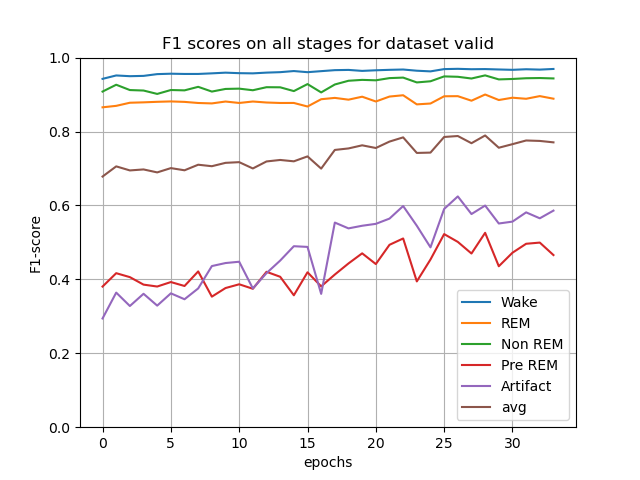 F1 scores on all stages for dataset valid
1.0
0.8
0.6
0.4
0.2
0.0
F1-score
0 5 10 15 20 25 30
epochs
Wake
REM
Non REM
Pre REM
Artifact
avg